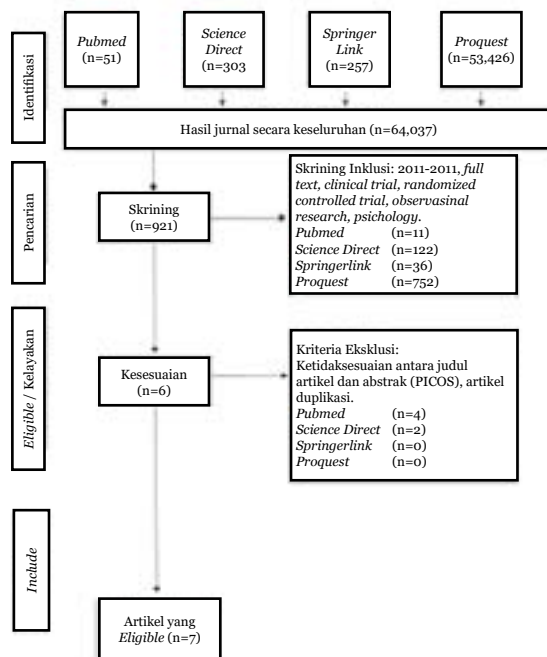 Identifikasi
Pubmed
(n=51)
Science
Direct
(n=303
Springer
Link
(n=257)
Proquest
(n=53,426)
Hasil jurnal secara keseluruhan (n=64,037)
Pencarian
Skrining
(n=921)
Skrining Inklusi: 2011-2011, full
text, clinical trial, randomized
controlled trial, observasinal
research, psichology.
Pubmed (n=11)
Science Direct (n=122)
Springerlink (n=36)
Proquest (n=752)
Eligible / Kelayakan
Kesesuaian
(n=6)
Kriteria Eksklusi:
Ketidaksesuaian antara judul
artikel dan abstrak (PICOS), artikel
duplikasi.
Pubmed (n=4)
Science Direct (n=2)
Springerlink (n=0)
Proquest (n=0)
Include
Artikel yang
Eligible (n=7)